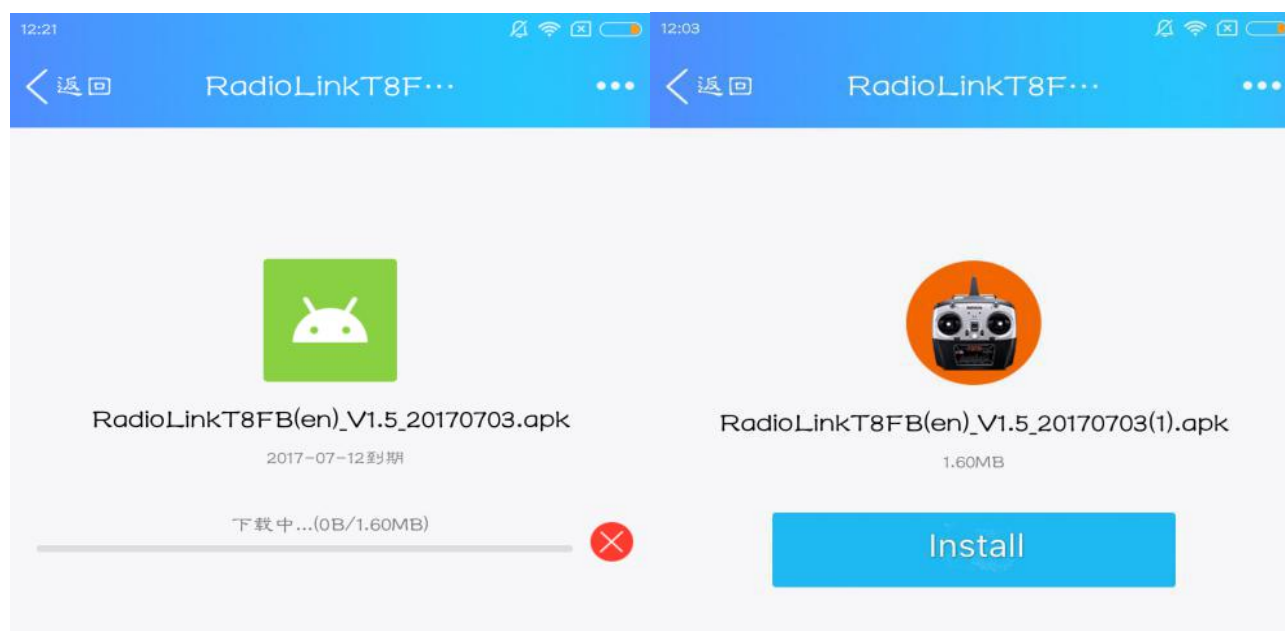 12:21
返回 RadioLinkT8F···
RadioLinkT8FB(en)_V1.5_20170703.apk
2017-07-12到期
下载中...(0B/1.60MB)
12:03
返回 RadioLinkT8F···
RadioLinkT8FB(en)_V1.5_20170703(1).apk
1.60MB
Install